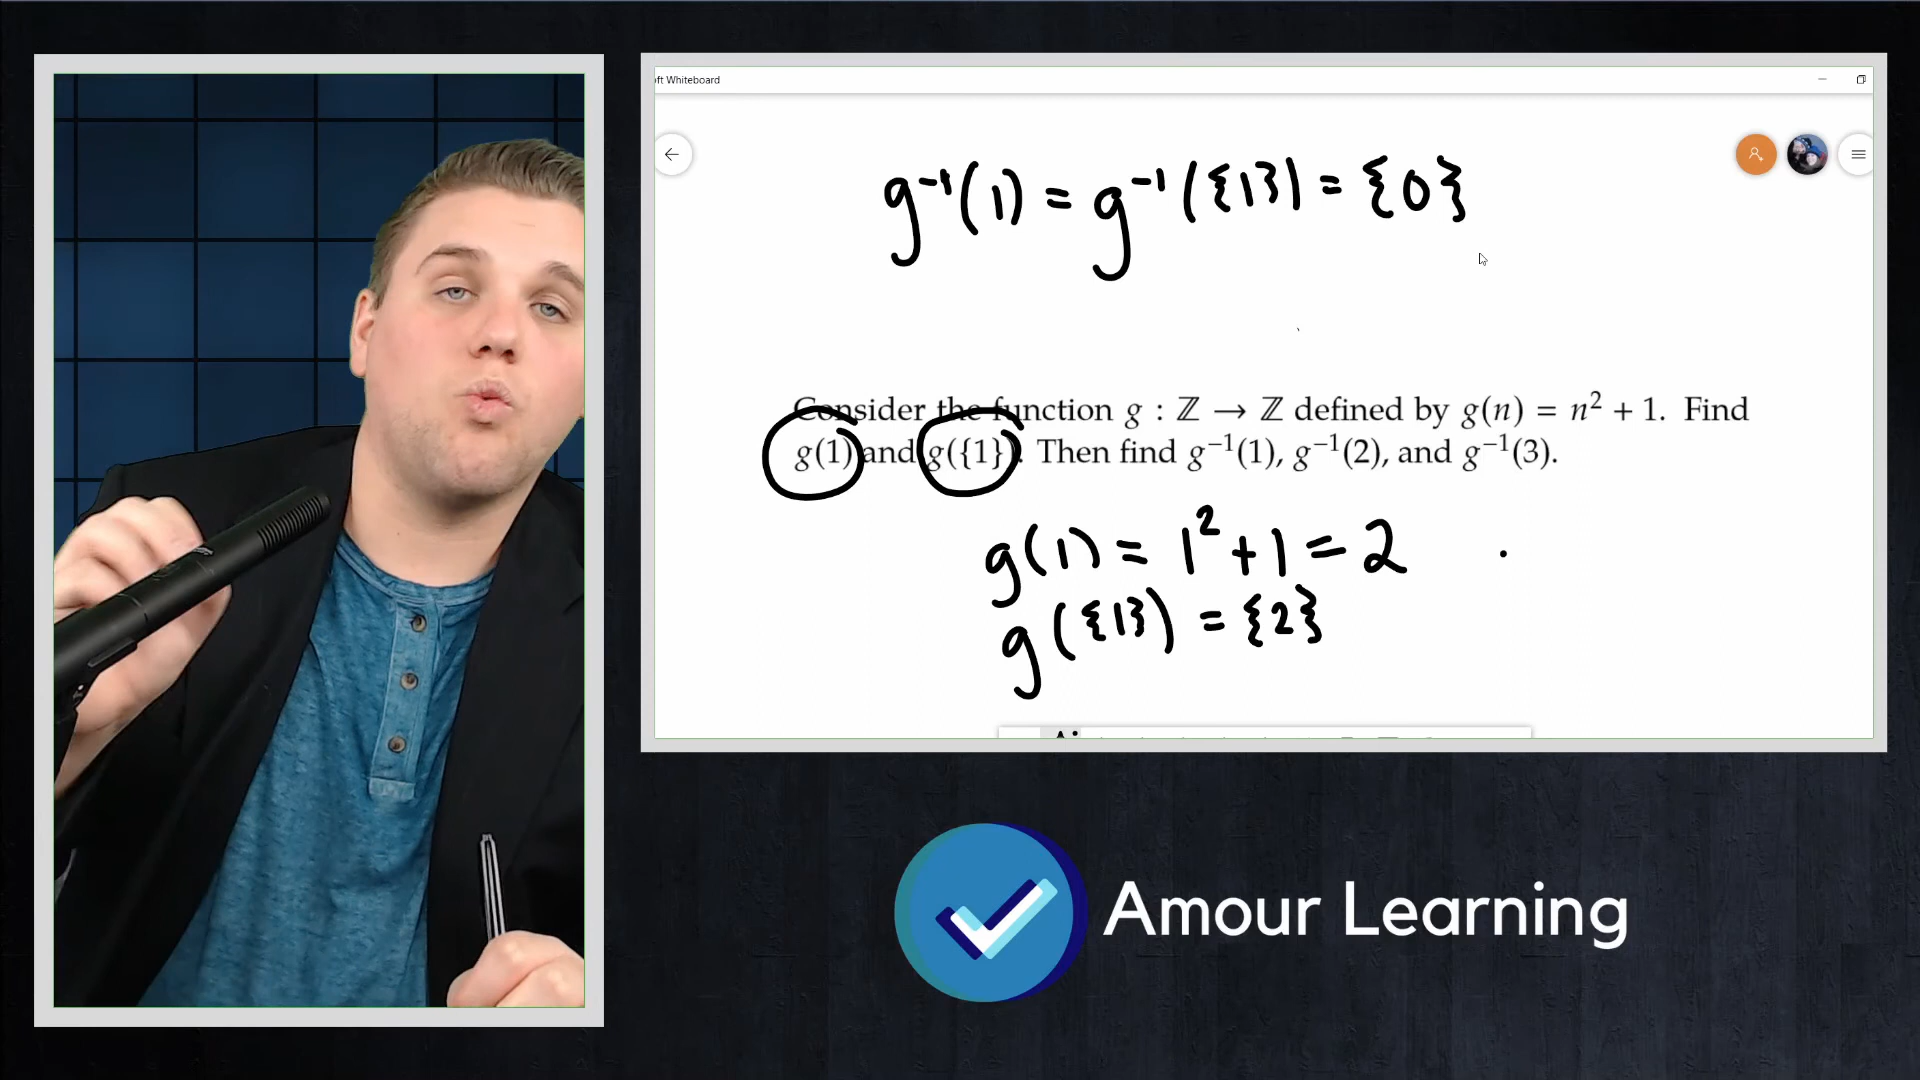 oft Whiteboard
g⁻¹(1) = g⁻¹({1}) = {0}
Consider the function g : ℤ → ℤ defined by g(n) = n² + 1. Find
g(1) and g({1}). Then find g⁻¹(1), g⁻¹(2), and g⁻¹(3).
g(1) = 1² + 1 = 2
g({1}) = {2}
Amour Learning